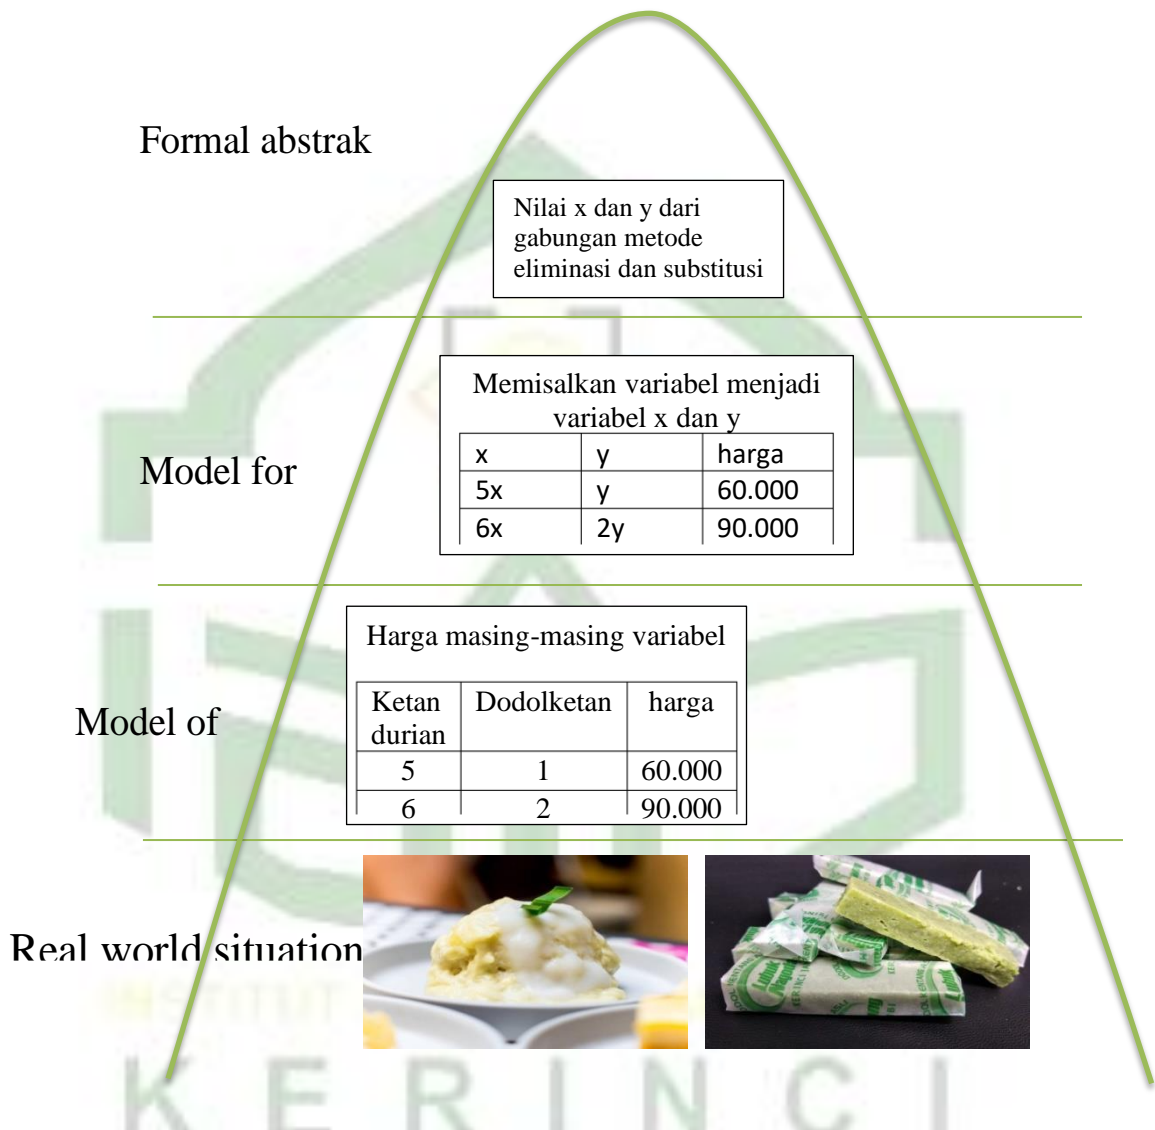 Formal abstrak
Nilai x dan y dari
gabungan metode
eliminasi dan substitusi
Memisalkan variabel menjadi
variabel x dan y
x y harga
5x y 60.000
6x 2y 90.000
Model for
Harga masing-masing variabel
Ketan Dodolketan harga
durian
5 1 60.000
6 2 90.000
Model of
Real world situation
INSTITUT
KERINCI